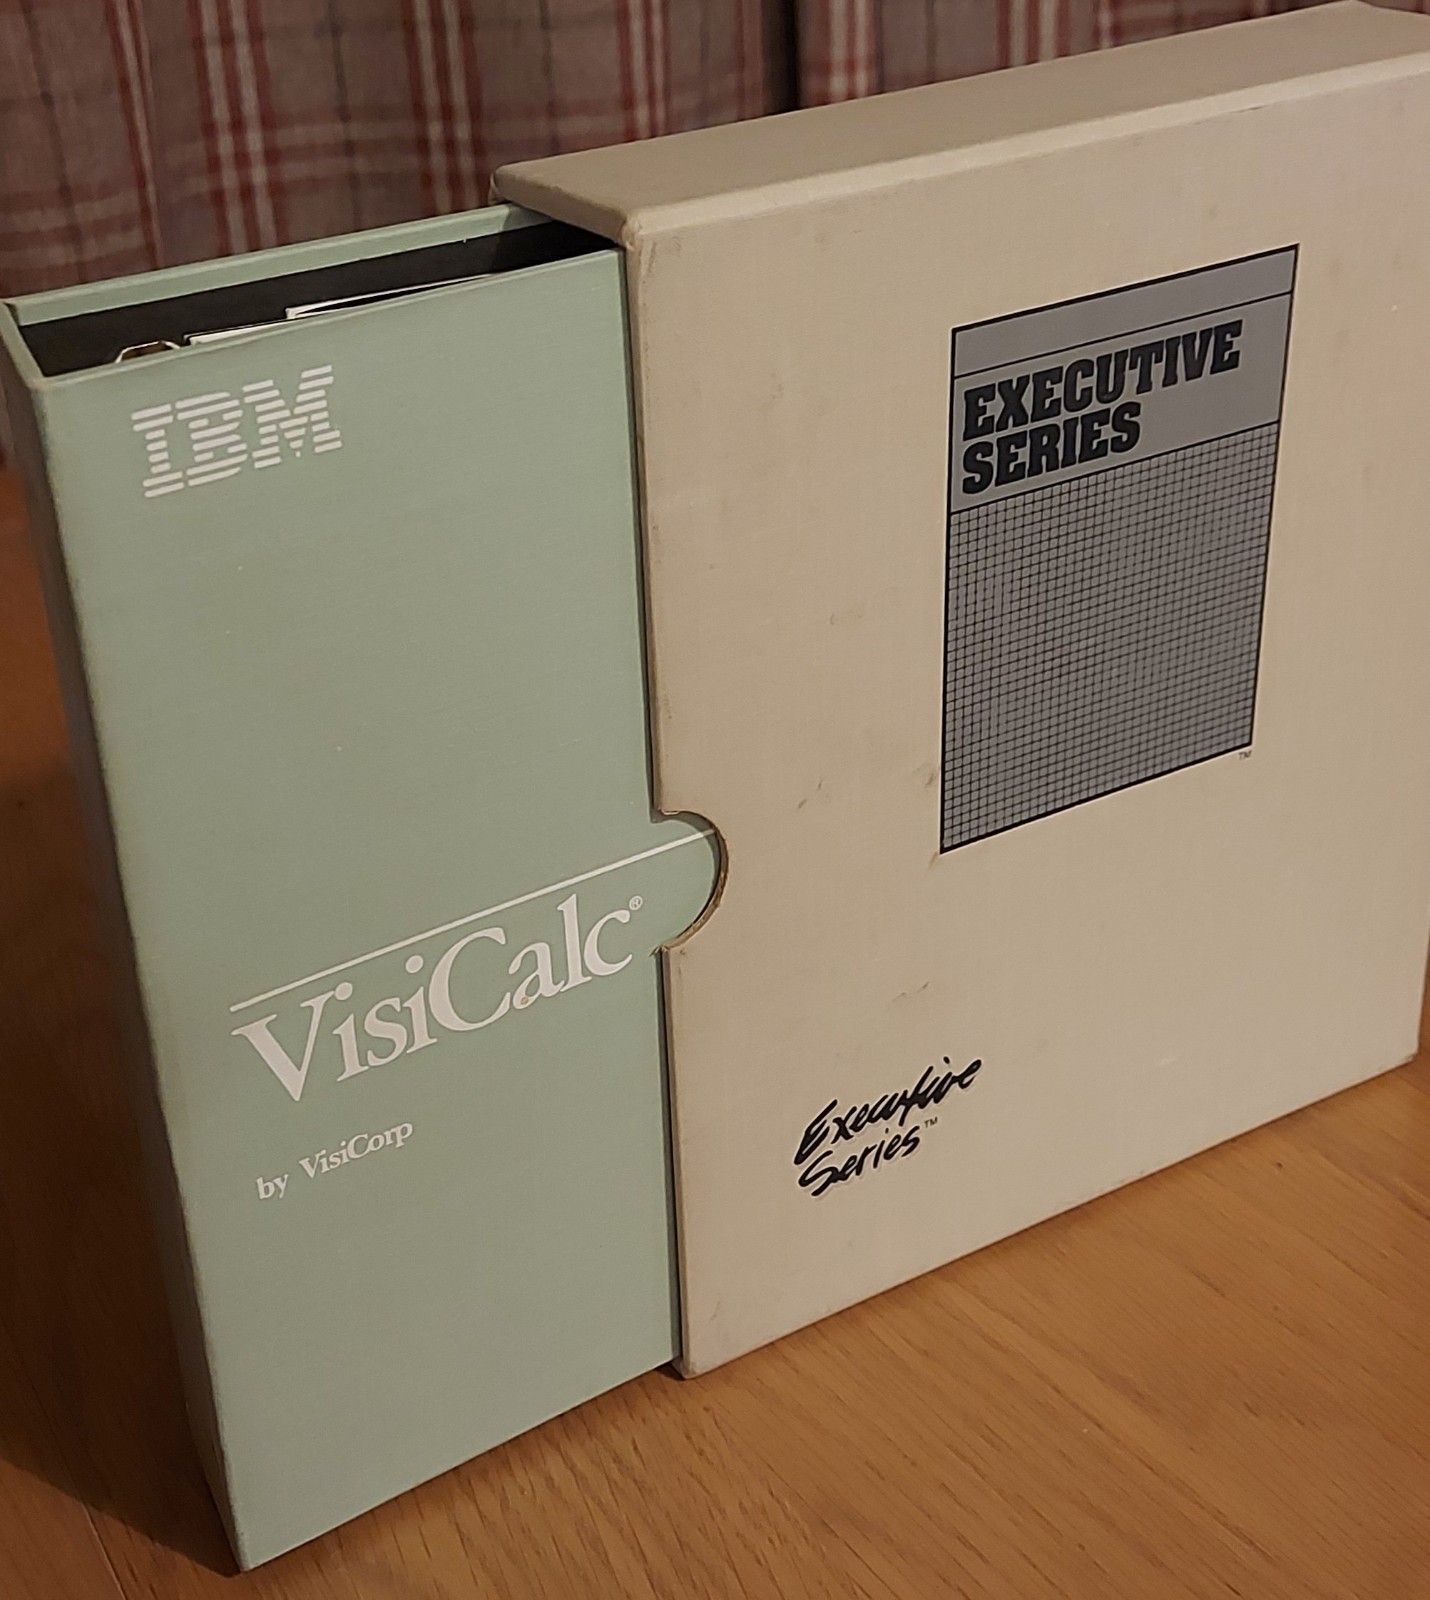 IBM
VisiCalc®
by VisiCorp
EXECUTIVE
SERIES
™
Executive
Series™